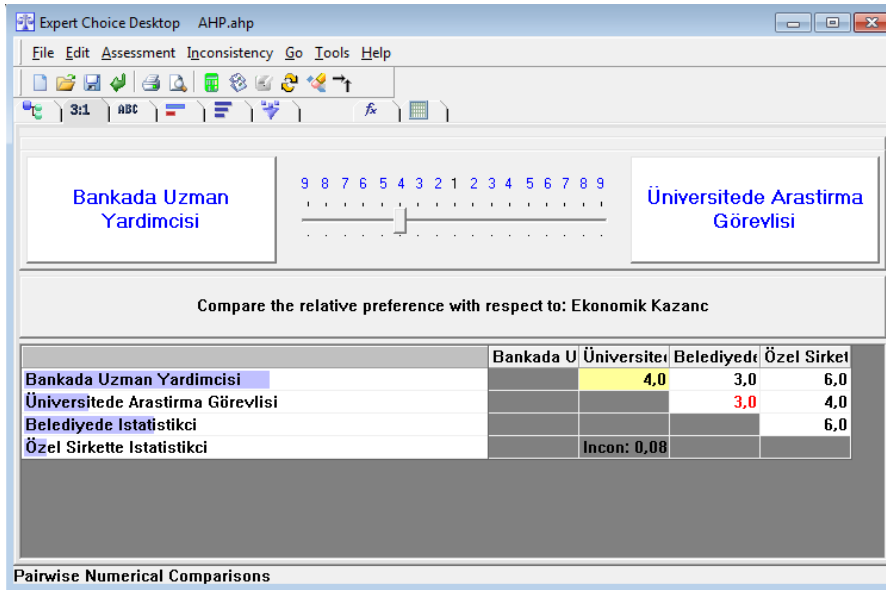 Expert Choice Desktop AHP.ahp
File Edit Assessment Inconsistency Go Tools Help
3:1 ABC fx
9 8 7 6 5 4 3 2 1 2 3 4 5 6 7 8 9
Bankada Uzman
Yardimcisi
Üniversitede Arastirma
Görevlisi
Compare the relative preference with respect to: Ekonomik Kazanc
Bankada U Üniversitec Belediyede Özel Sirket
Bankada Uzman Yardimcisi 4,0 3,0 6,0
Üniversitede Arastirma Görevlisi 3,0 4,0
Belediyede Istatistikci 6,0
Özel Sirkette Istatistikci Incon: 0,08
Pairwise Numerical Comparisons